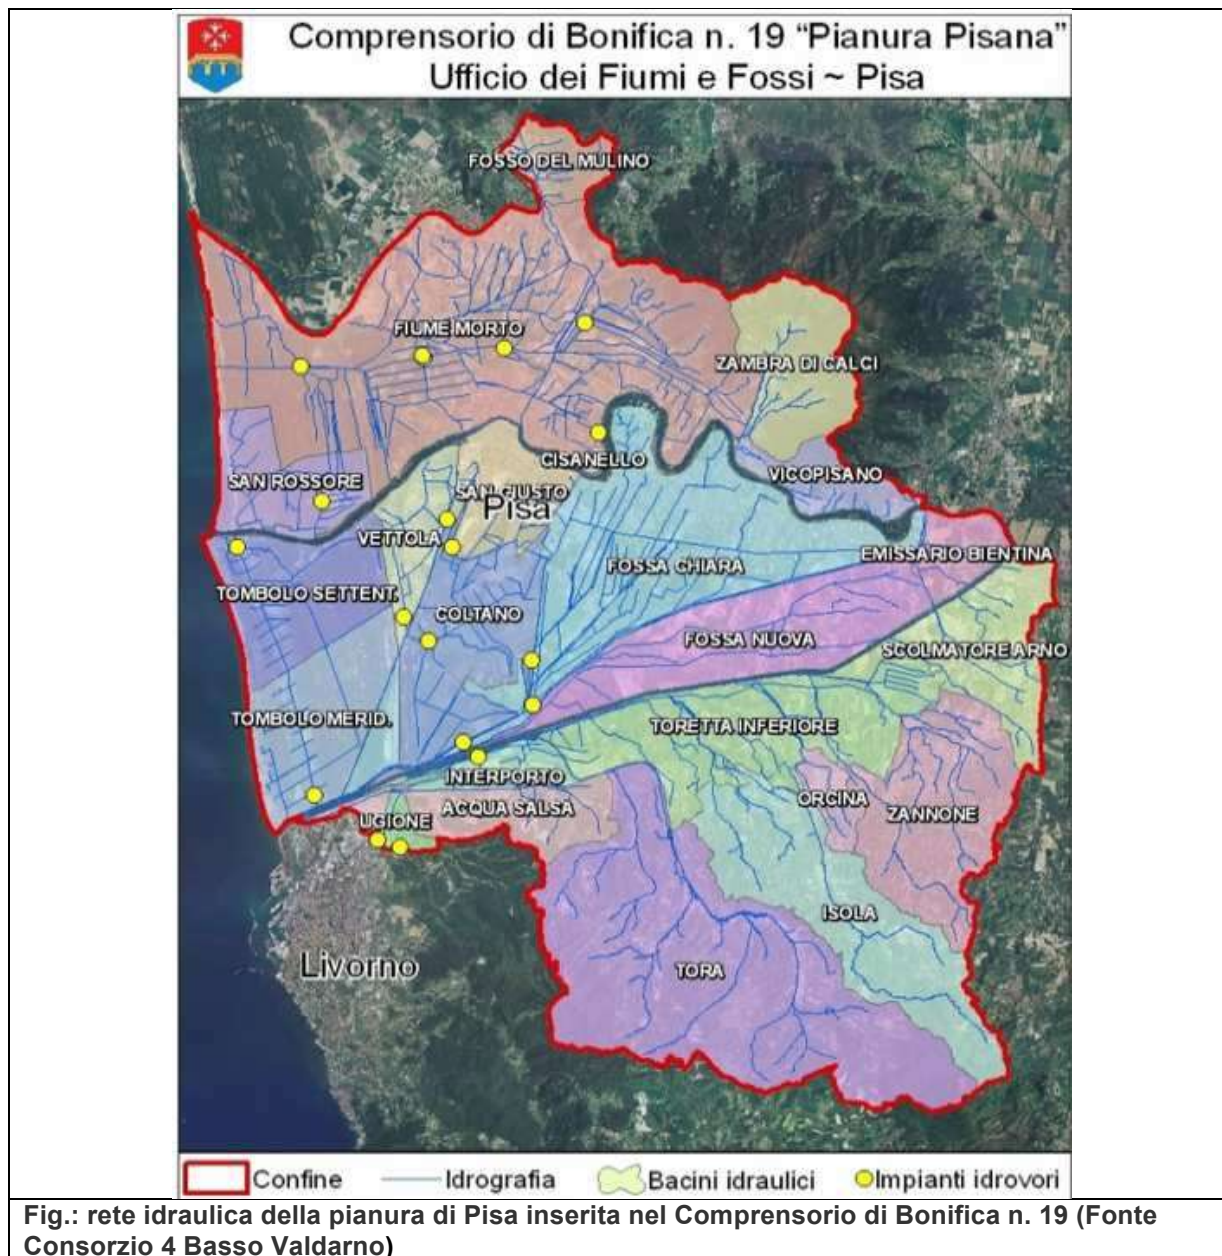 Comprensorio di Bonifica n. 19 “Pianura Pisana”
Ufficio dei Fiumi e Fossi ~ Pisa
FOSSO DEL MULINO
FIUME MORTO
ZAMBRA DI CALCI
CISANELLO
VICOPISANO
SAN ROSSORE
SAN GIUSTO
Pisa
VETTOLA
EMISSARIO BIENTINA
FOSSA CHIARA
TOMBOLO SETTENT.
COLTANO
FOSSA NUOVA
SCOLMATORE ARNO
TOMBOLO MERID.
TORETTA INFERIORE
INTERPORTO
ORCINA
ACQUA SALSA
ZANNONE
UGIONE
ISOLA
Livorno
TORA
Confine
Idrografia
Bacini idraulici
Impianti idrovori
Fig.: rete idraulica della pianura di Pisa inserita nel Comprensorio di Bonifica n. 19 (Fonte
Consorzio 4 Basso Valdarno)